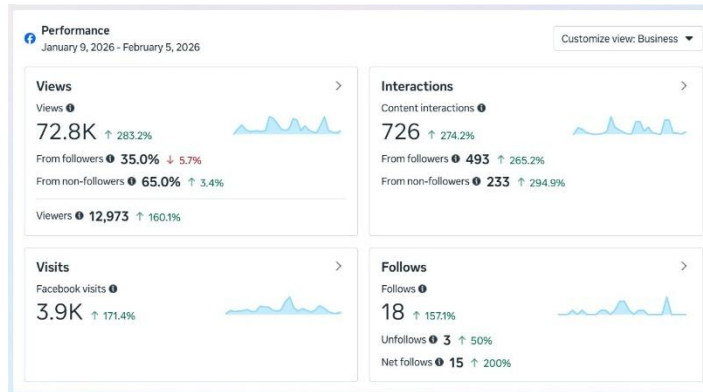 Performance
January 9, 2026 - February 5, 2026
Customize view: Business
Views
Views
72.8K ↑ 283.2%
From followers 35.0% ↓ 5.7%
From non-followers 65.0% ↑ 3.4%
Viewers 12,973 ↑ 160.1%
Interactions
Content interactions
726 ↑ 274.2%
From followers 493 ↑ 265.2%
From non-followers 233 ↑ 294.9%
Visits
Facebook visits
3.9K ↑ 171.4%
Follows
Follows
18 ↑ 157.1%
Unfollows 3 ↑ 50%
Net follows 15 ↑ 200%